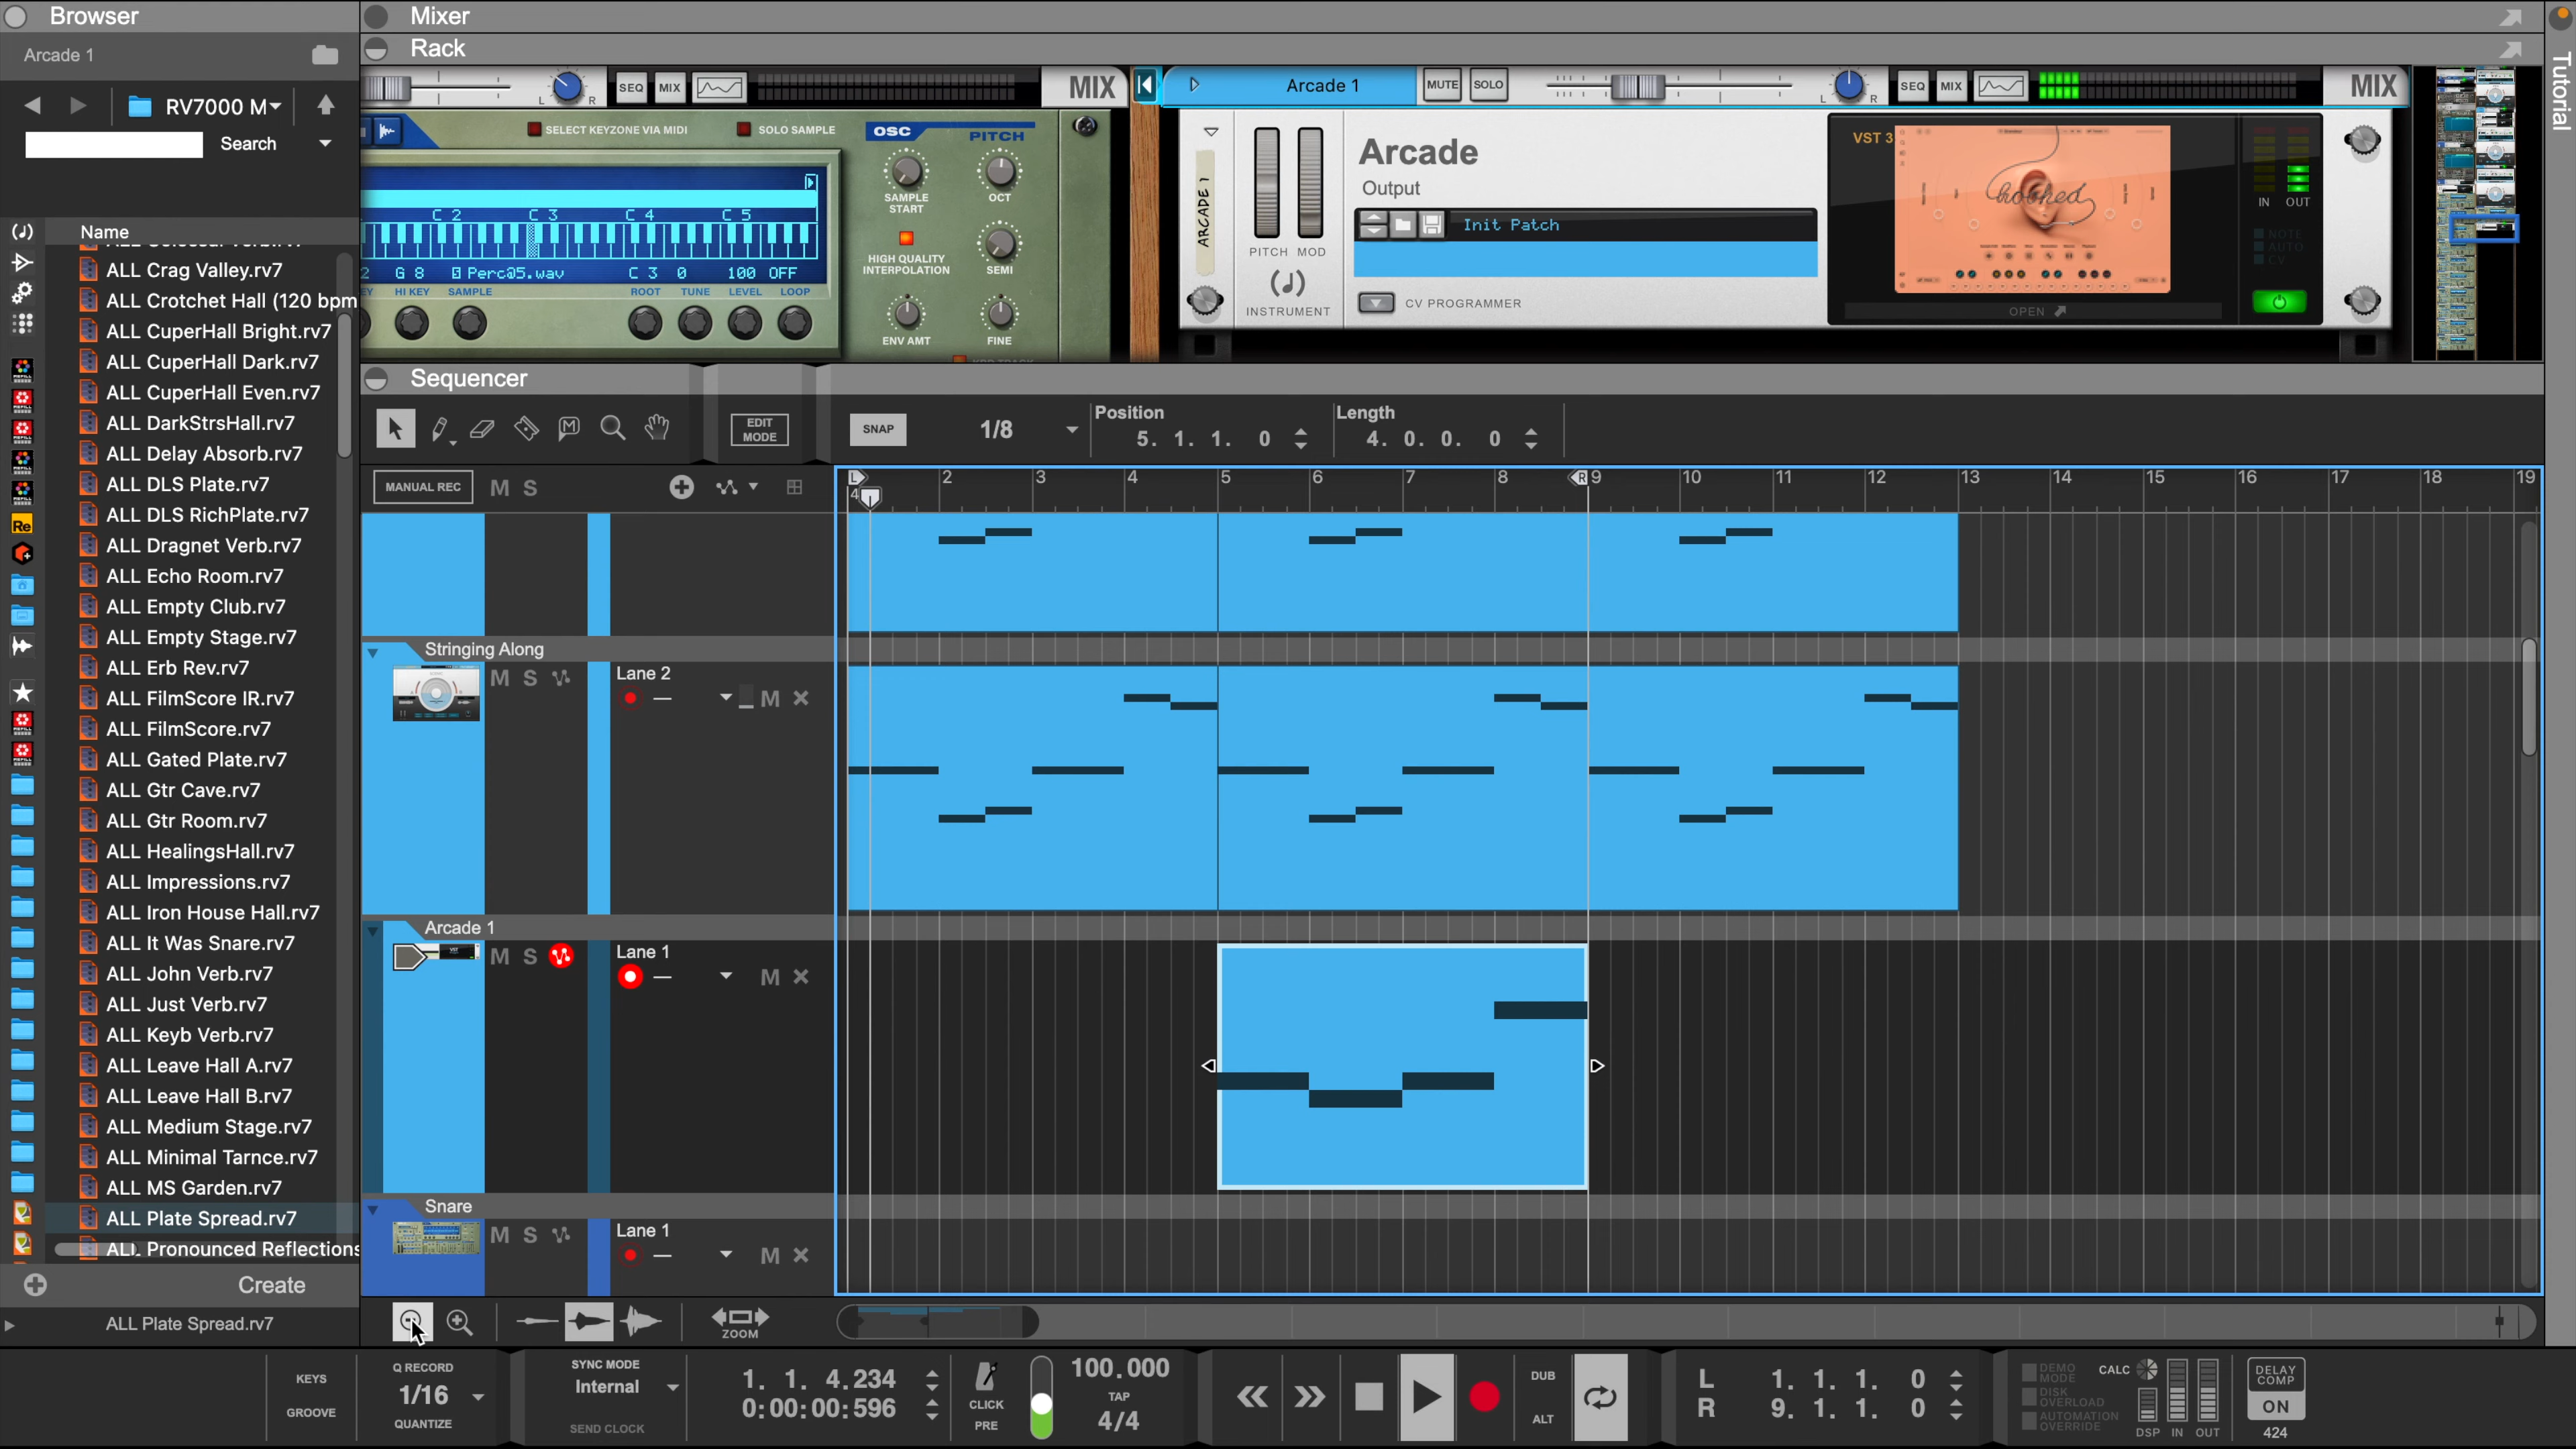 Browser
Mixer
Rack
Tutorial
Arcade 1
RV7000 M
Search
Name
ALL Crag Valley.rv7
ALL Crotchet Hall (120 bpm
ALL CuperHall Bright.rv7
ALL CuperHall Dark.rv7
ALL CuperHall Even.rv7
ALL DarkStrsHall.rv7
ALL Delay Absorb.rv7
ALL DLS Plate.rv7
ALL DLS RichPlate.rv7
ALL Dragnet Verb.rv7
ALL Echo Room.rv7
ALL Empty Club.rv7
ALL Empty Stage.rv7
ALL Erb Rev.rv7
ALL FilmScore IR.rv7
ALL FilmScore.rv7
ALL Gated Plate.rv7
ALL Gtr Cave.rv7
ALL Gtr Room.rv7
ALL HealingsHall.rv7
ALL Impressions.rv7
ALL Iron House Hall.rv7
ALL It Was Snare.rv7
ALL John Verb.rv7
ALL Just Verb.rv7
ALL Keyb Verb.rv7
ALL Leave Hall A.rv7
ALL Leave Hall B.rv7
ALL Medium Stage.rv7
ALL Minimal Tarnce.rv7
ALL MS Garden.rv7
ALL Plate Spread.rv7
ALL Pronounced Reflections
Create
ALL Plate Spread.rv7
Re
L R SEQ MIX MIX
SELECT KEYZONE VIA MIDI SOLO SAMPLE
OSC PITCH
C 2 C 3 C 4 C 5
2 G 8 Perc05.wav C 3 0 100 OFF
HI KEY SAMPLE ROOT TUNE LEVEL LOOP
SAMPLE START OCT
HIGH QUALITY INTERPOLATION SEMI
ENV AMT FINE
Arcade 1 MUTE SOLO L R SEQ MIX MIX
ARCADE 1
PITCH MOD
INSTRUMENT
Arcade
Output
Init Patch
CV PROGRAMMER
VST 3
hooked
OPEN
IN OUT
NOTE
AUTO
CV
Sequencer
EDIT MODE
SNAP 1/8
Position
5. 1. 1. 0
Length
4. 0. 0. 0
MANUAL REC M S
L 2 3 4 5 6 7 8 R 9 10 11 12 13 14 15 16 17 18 19
Stringing Along
M S Lane 2
M
Arcade 1
M S Lane 1
M
Snare
M S Lane 1
M
ZOOM
KEYS
GROOVE
Q RECORD
1/16
QUANTIZE
SYNC MODE
Internal
SEND CLOCK
1. 1. 4.234
0:00:00:596
CLICK
PRE
100.000
TAP
4/4
DUB
ALT
L 1. 1. 1. 0
R 9. 1. 1. 0
DEMO MODE
DISK OVERLOAD
AUTOMATION OVERRIDE
CALC
DSP IN OUT
DELAY COMP
ON
424